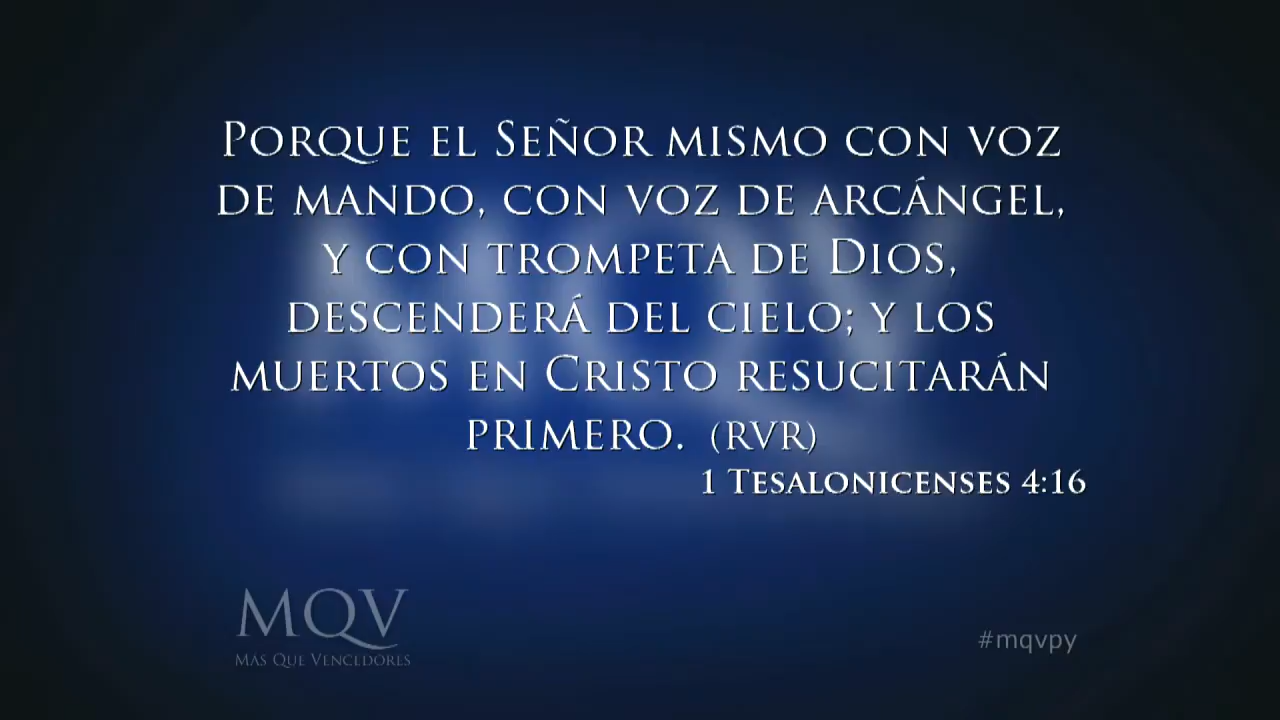 Porque el Señor mismo con voz
de mando, con voz de arcángel,
y con trompeta de Dios,
descenderá del cielo; y los
muertos en Cristo resucitarán
primero. (RVR)
1 Tesalonicenses 4:16
MQV
Más Que Vencedores
#mqvpy